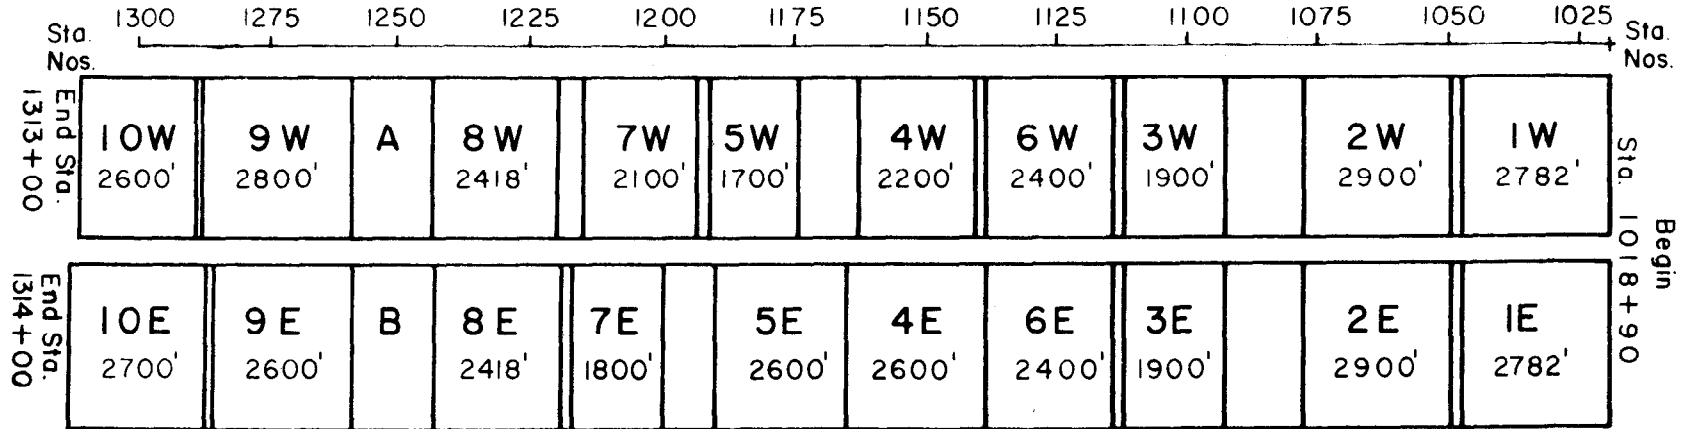 Sta. Nos. 1300 1275 1250 1225 1200 1175 1150 1125 1100 1075 1050 1025 Sta. Nos.
End Sta. 1313+00
10W 9W A 8W 7W 5W 4W 6W 3W 2W 1W
2600' 2800' 2418' 2100' 1700' 2200' 2400' 1900' 2900' 2782'
Begin
Sta. 1018+90
End Sta. 1314+00
10E 9E B 8E 7E 5E 4E 6E 3E 2E 1E
2700' 2600' 2418' 1800' 2600' 2600' 2400' 1900' 2900' 2782'